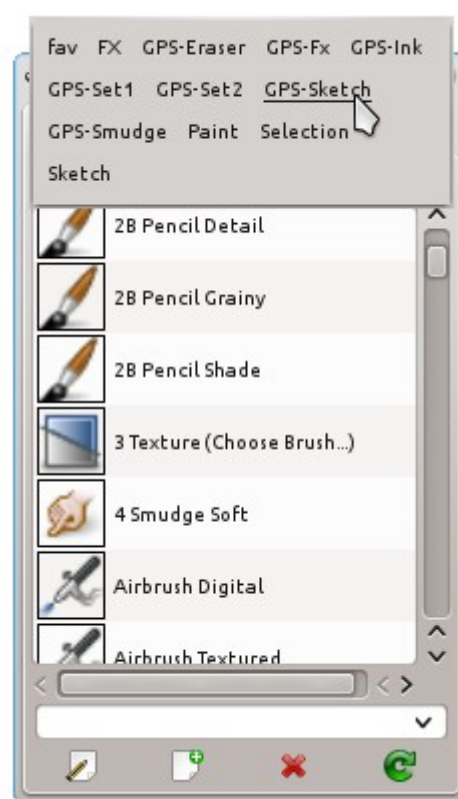 fav FX GPS-Eraser GPS-Fx GPS-Ink
GPS-Set1 GPS-Set2 GPS-Sketch
GPS-Smudge Paint Selection
Sketch
2B Pencil Detail
2B Pencil Grainy
2B Pencil Shade
3 Texture (Choose Brush...)
4 Smudge Soft
Airbrush Digital
Airbrush Textured